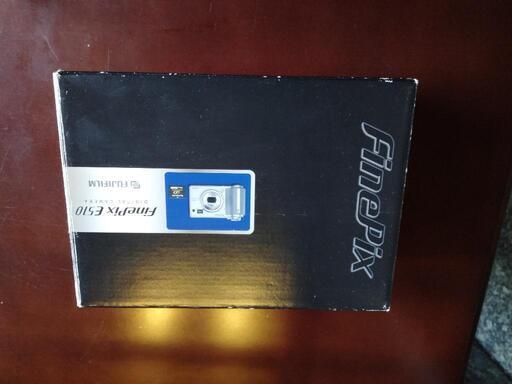 FinePix
FUJIFILM
DIGITAL CAMERA
FinePix E510